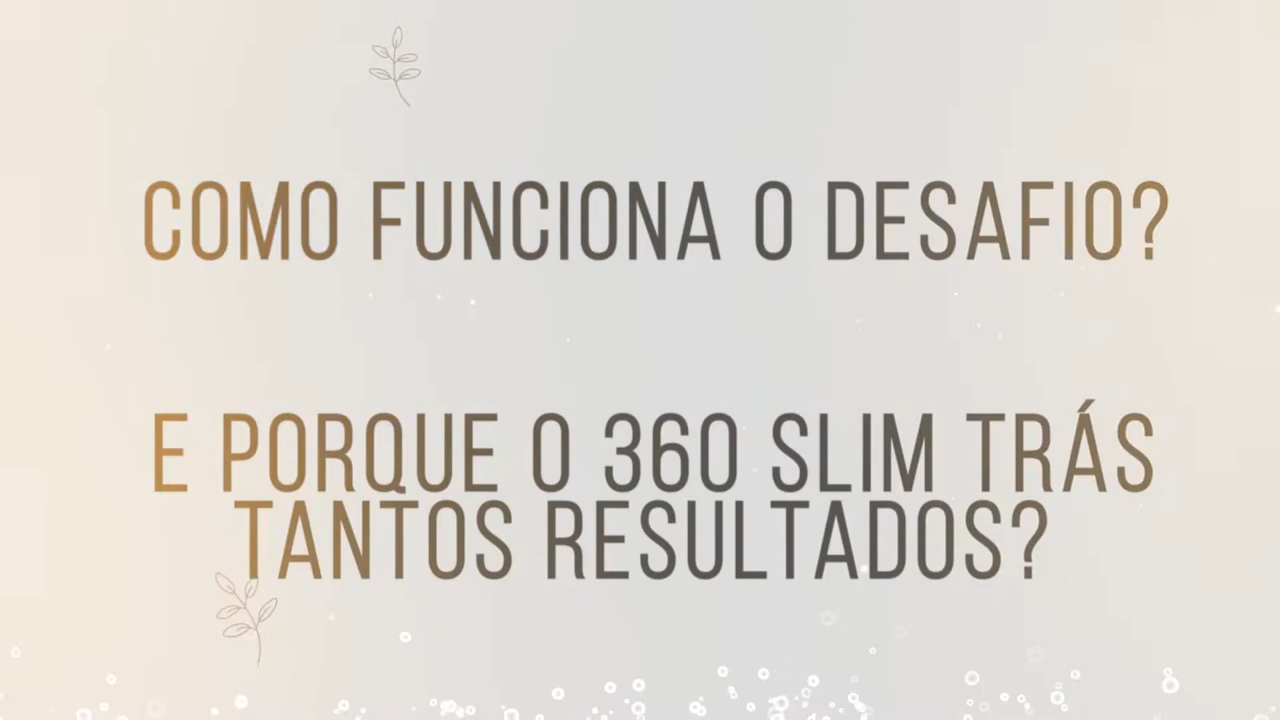 COMO FUNCIONA O DESAFIO?
E PORQUE O 360 SLIM TRÁS
TANTOS RESULTADOS?